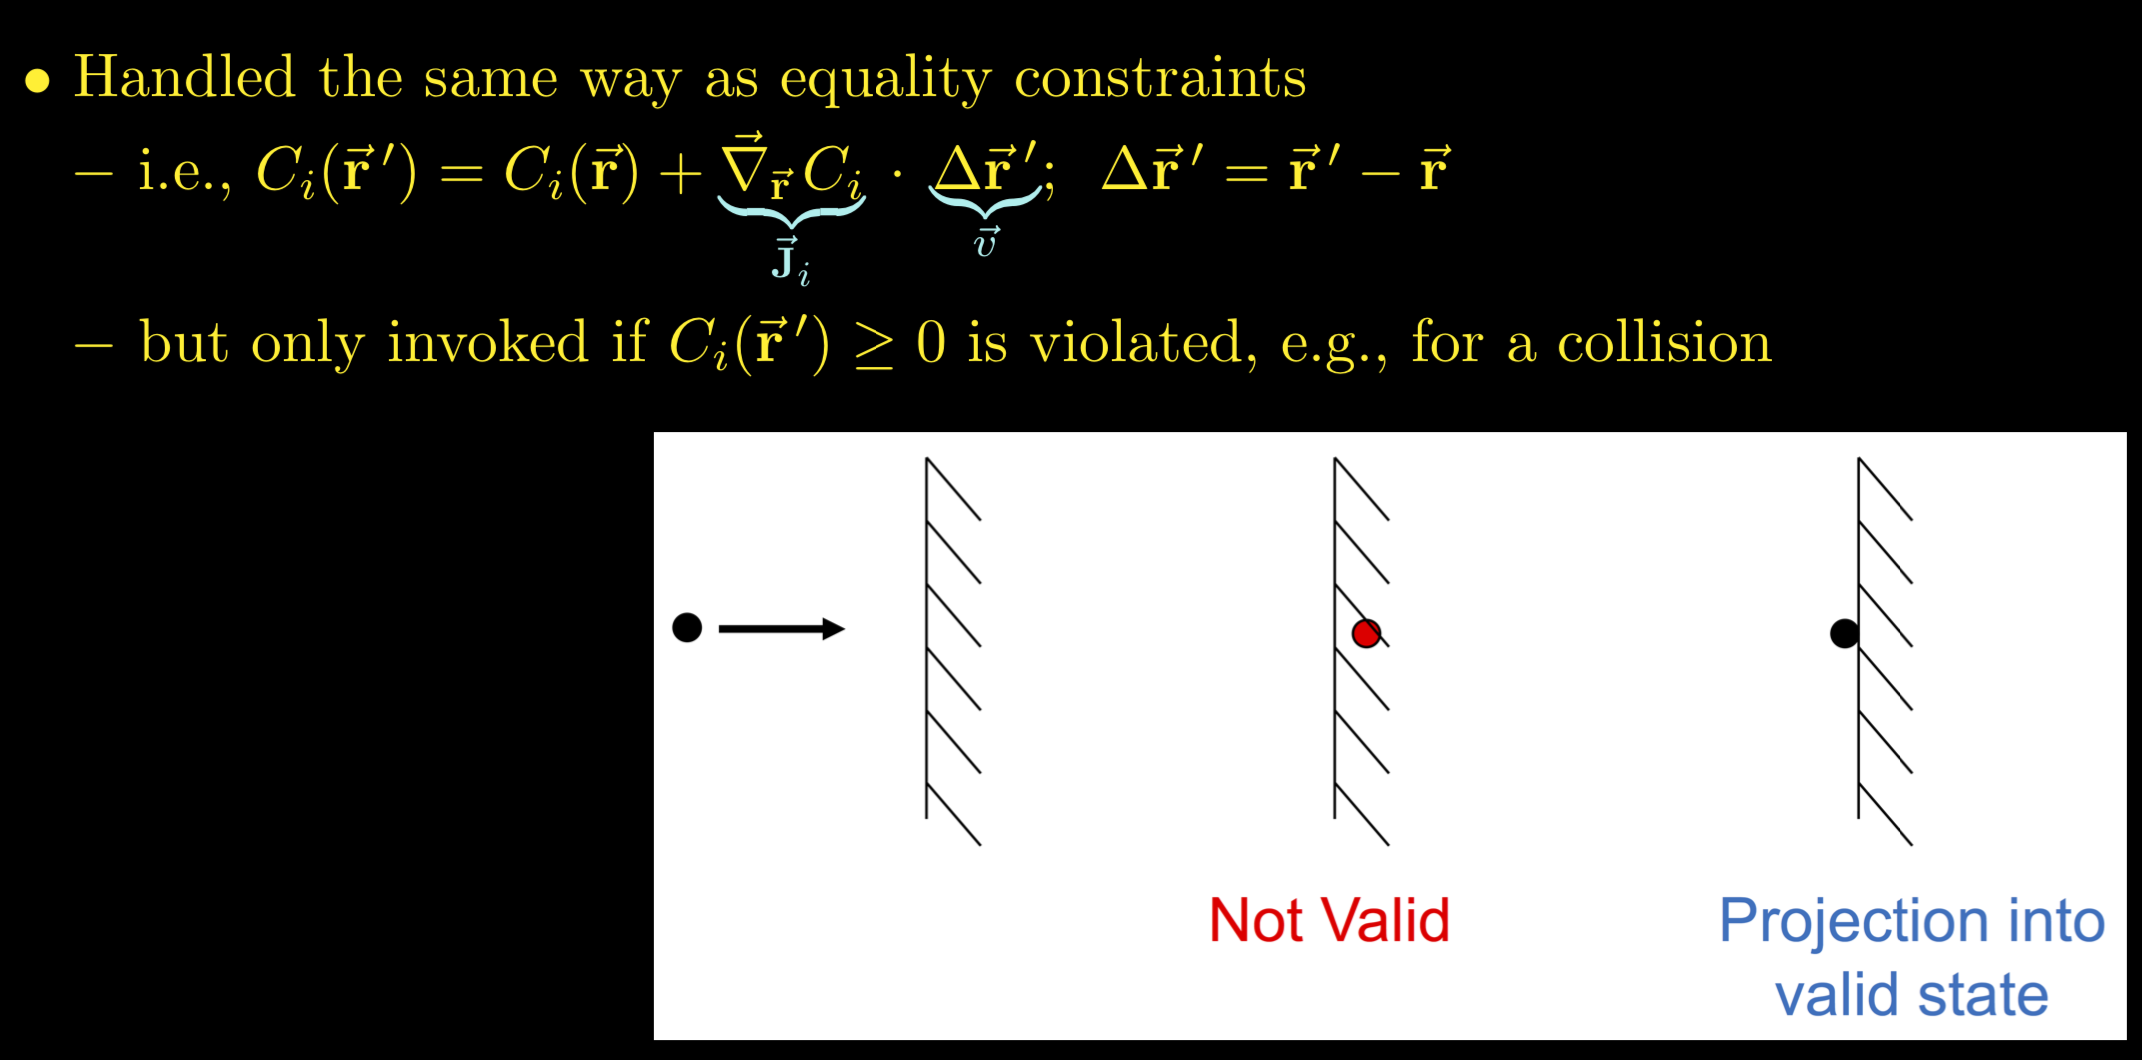 • Handled the same way as equality constraints
– i.e., $C_i(\vec{\mathbf{r}}\,') = C_i(\vec{\mathbf{r}}) + \underbrace{\vec{\nabla}_{\vec{\mathbf{r}}} C_i}_{\vec{\mathbf{J}}_i} \cdot \underbrace{\Delta\vec{\mathbf{r}}\,'}_{\vec{v}};\;\; \Delta\vec{\mathbf{r}}\,' = \vec{\mathbf{r}}\,' - \vec{\mathbf{r}}$
– but only invoked if $C_i(\vec{\mathbf{r}}\,') \geq 0$ is violated, e.g., for a collision
Not Valid
Projection into
valid state